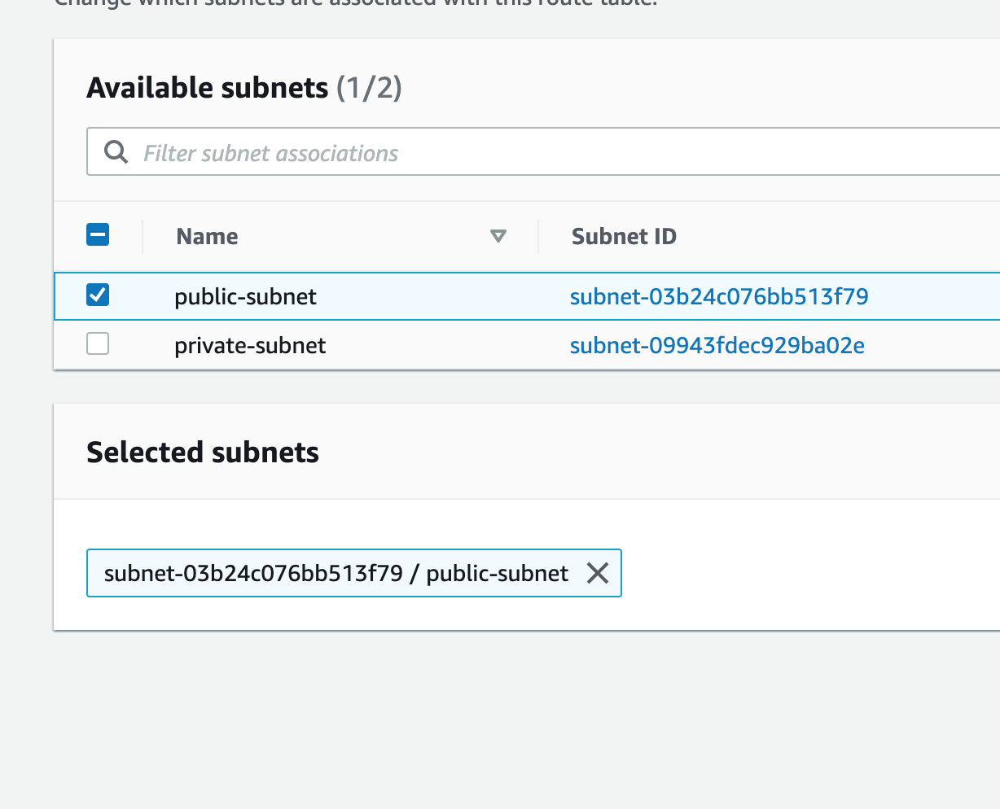 Change which subnets are associated with this route table.
Available subnets (1/2)
Filter subnet associations
Name Subnet ID
public-subnet subnet-03b24c076bb513f79
private-subnet subnet-09943fdec929ba02e
Selected subnets
subnet-03b24c076bb513f79 / public-subnet